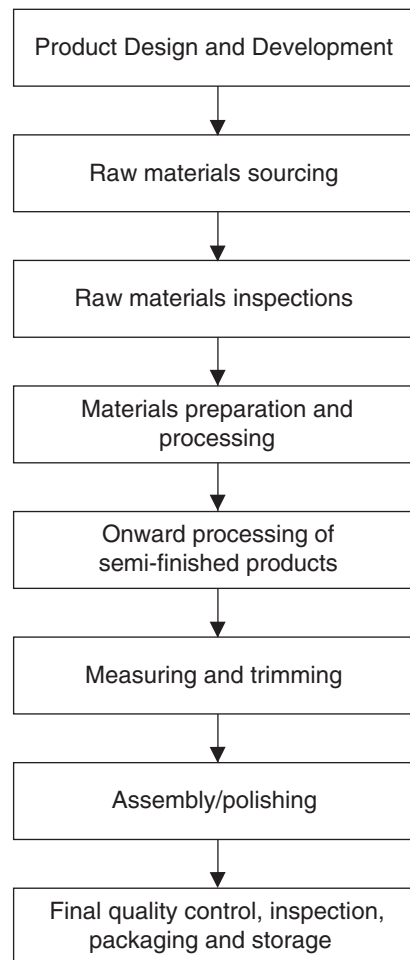 Product Design and Development
Raw materials sourcing
Raw materials inspections
Materials preparation and
processing
Onward processing of
semi-finished products
Measuring and trimming
Assembly/polishing
Final quality control, inspection,
packaging and storage